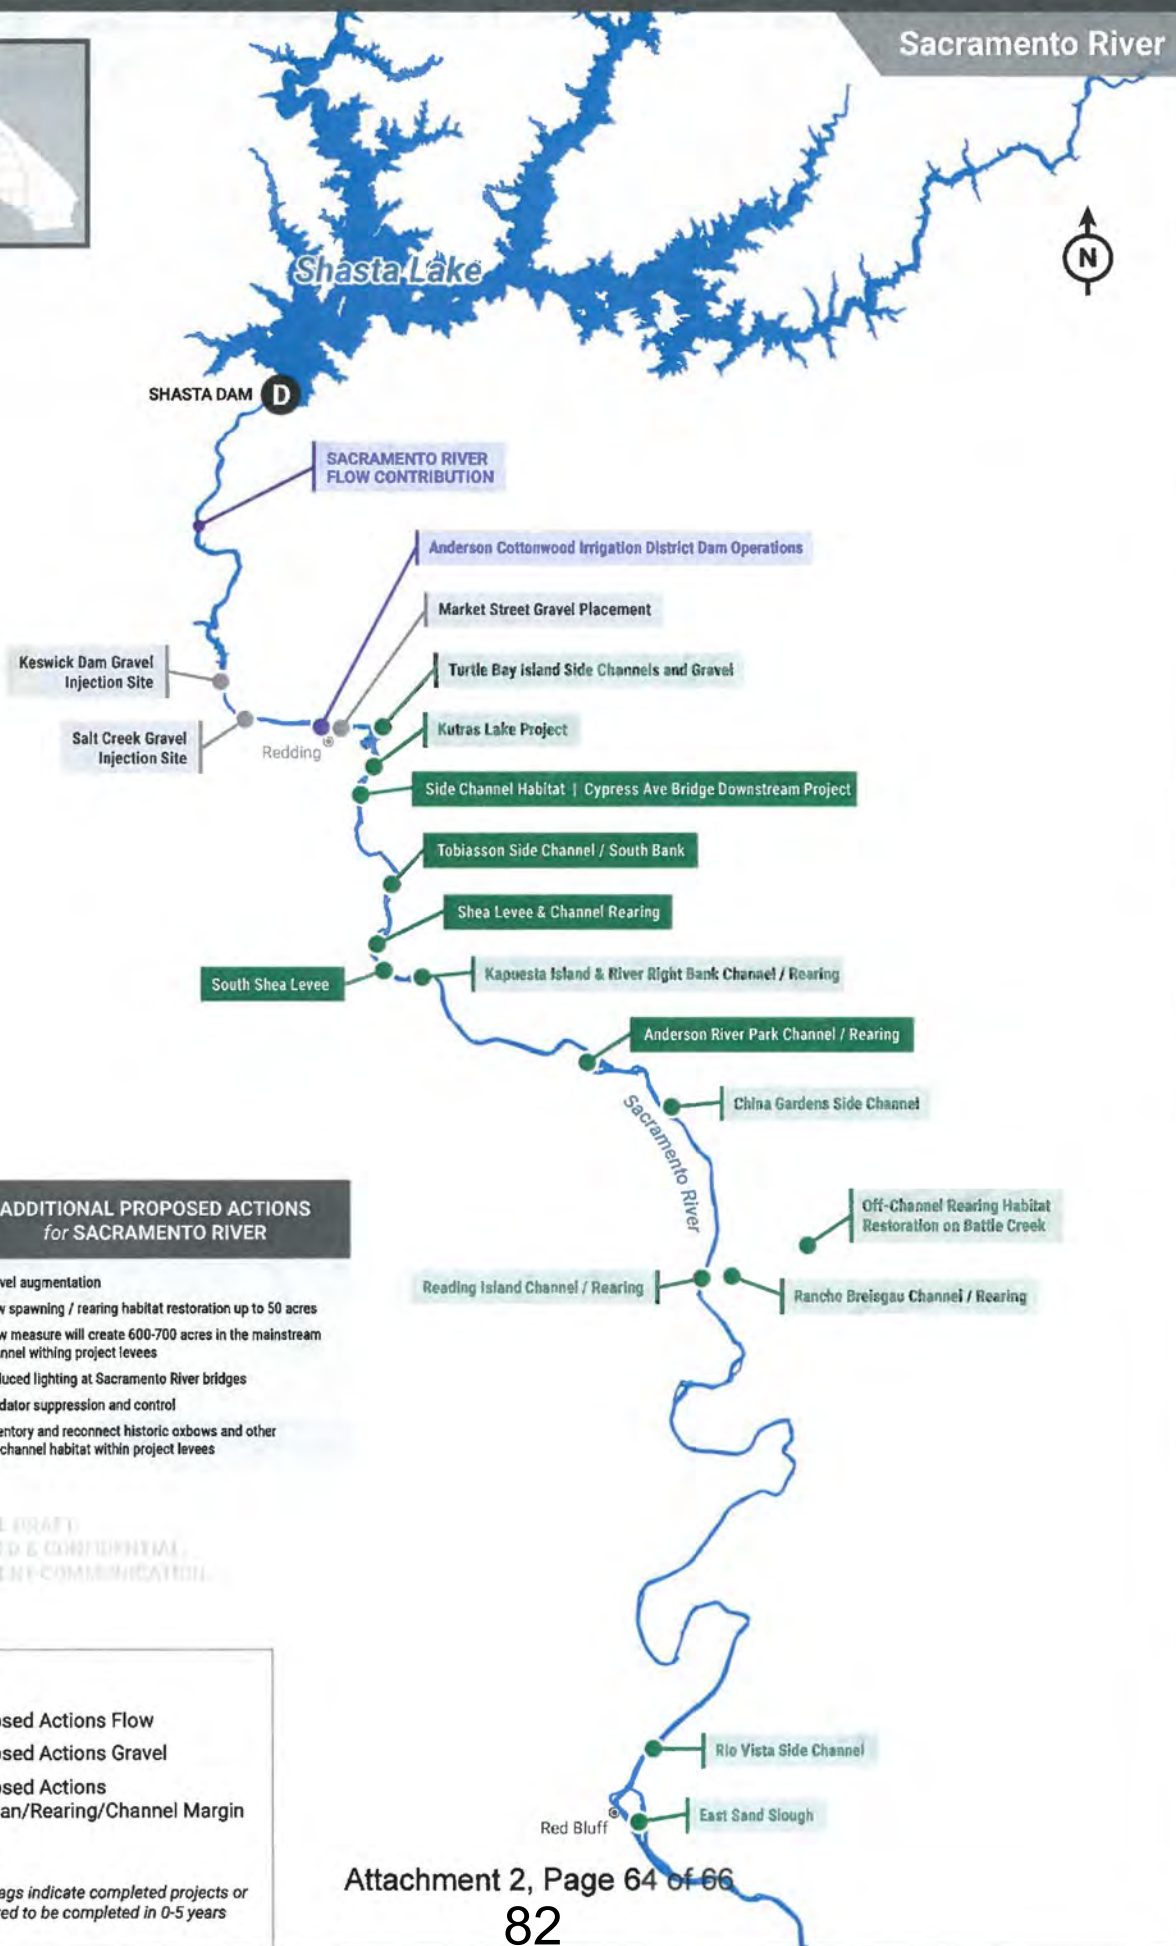 Sacramento River
N
Shasta Lake
SHASTA DAM
D
SACRAMENTO RIVER
FLOW CONTRIBUTION
Anderson Cottonwood Irrigation District Dam Operations
Market Street Gravel Placement
Keswick Dam Gravel
Injection Site
Turtle Bay Island Side Channels and Gravel
Salt Creek Gravel
Injection Site
Redding
Kutras Lake Project
Side Channel Habitat | Cypress Ave Bridge Downstream Project
Tobiasson Side Channel / South Bank
Shea Levee & Channel Rearing
South Shea Levee
Kapuesta Island & River Right Bank Channel / Rearing
Anderson River Park Channel / Rearing
China Gardens Side Channel
Sacramento River
Off-Channel Rearing Habitat
Restoration on Battle Creek
Reading Island Channel / Rearing
Rancho Breisgau Channel / Rearing
ADDITIONAL PROPOSED ACTIONS
for SACRAMENTO RIVER
vel augmentation
w spawning / rearing habitat restoration up to 50 acres
w measure will create 600-700 acres in the mainstream
nnel withing project levees
luced lighting at Sacramento River bridges
dator suppression and control
entory and reconnect historic oxbows and other
channel habitat within project levees
DRAFT
D & CONFIDENTIAL
ENT COMMUNICATION
osed Actions Flow
osed Actions Gravel
osed Actions
an/Rearing/Channel Margin
ags indicate completed projects or
red to be completed in 0-5 years
Rio Vista Side Channel
Red Bluff
East Sand Slough
Attachment 2, Page 64 of 66
82